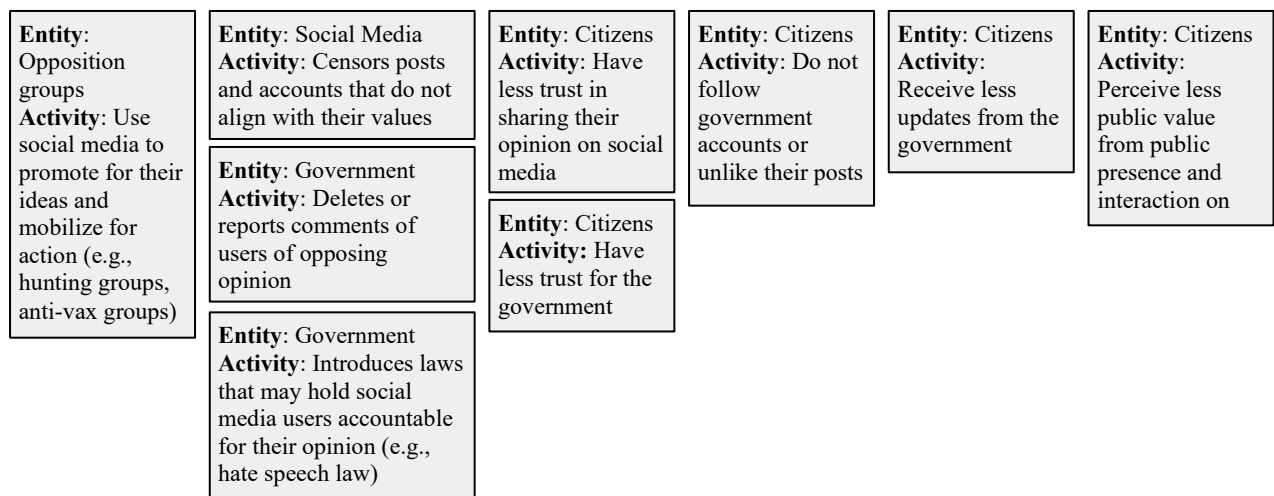 Entity:
Opposition
groups
Activity: Use
social media to
promote for their
ideas and
mobilize for
action (e.g.,
hunting groups,
anti-vax groups)
Entity: Social Media
Activity: Censors posts
and accounts that do not
align with their values
Entity: Government
Activity: Deletes or
reports comments of
users of opposing
opinion
Entity: Government
Activity: Introduces laws
that may hold social
media users accountable
for their opinion (e.g.,
hate speech law)
Entity: Citizens
Activity: Have
less trust in
sharing their
opinion on social
media
Entity: Citizens
Activity: Have
less trust for the
government
Entity: Citizens
Activity: Do not
follow
government
accounts or
unlike their posts
Entity: Citizens
Activity:
Receive less
updates from the
government
Entity: Citizens
Activity:
Perceive less
public value
from public
presence and
interaction on